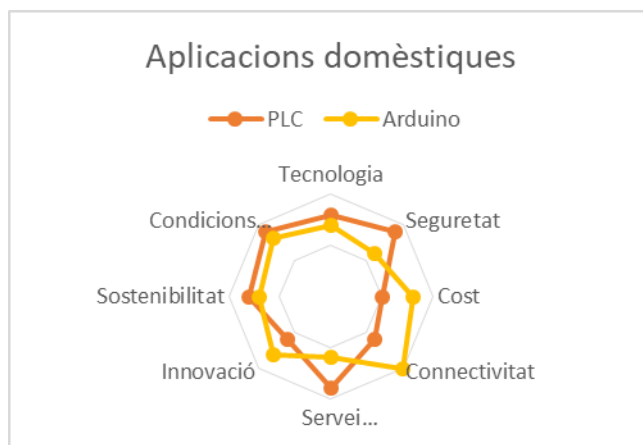 Aplicacions domèstiques
PLC Arduino
Tecnologia
Condicions...
Seguretat
Sostenibilitat
Cost
Innovació
Connectivitat
Servei...